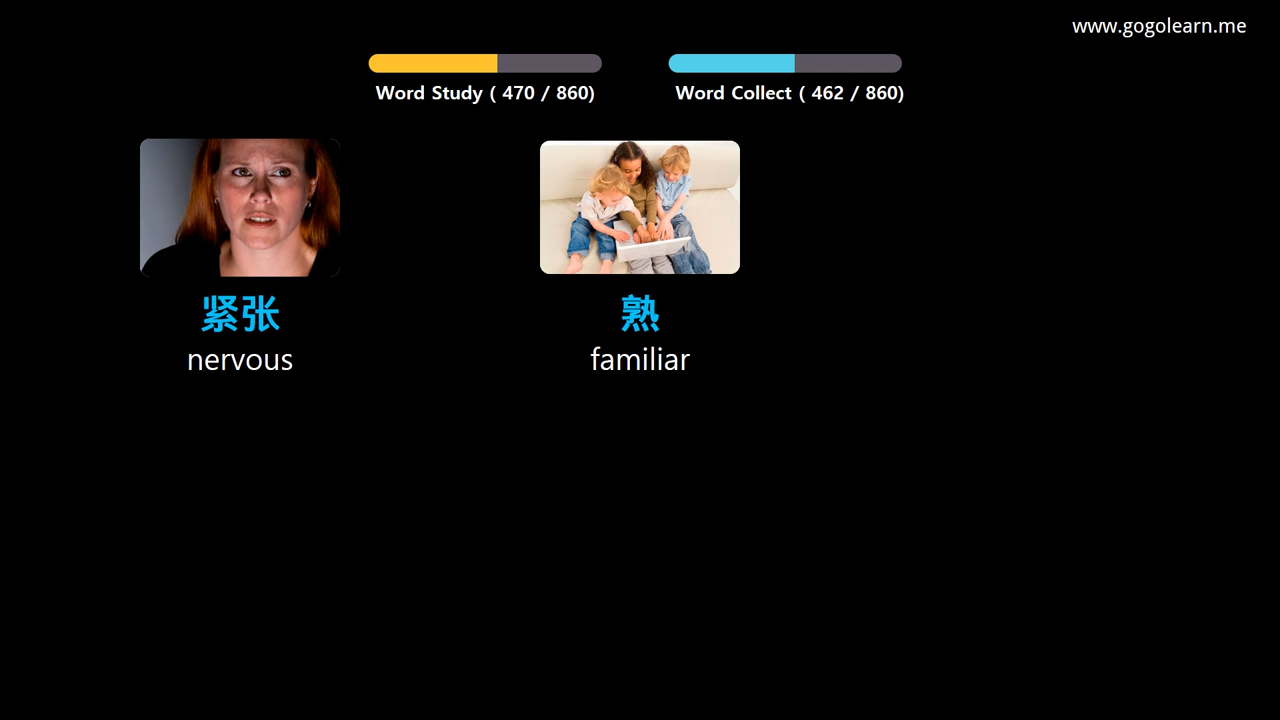 www.gogolearn.me
Word Study ( 470 / 860)
Word Collect ( 462 / 860)
紧张
nervous
熟
familiar